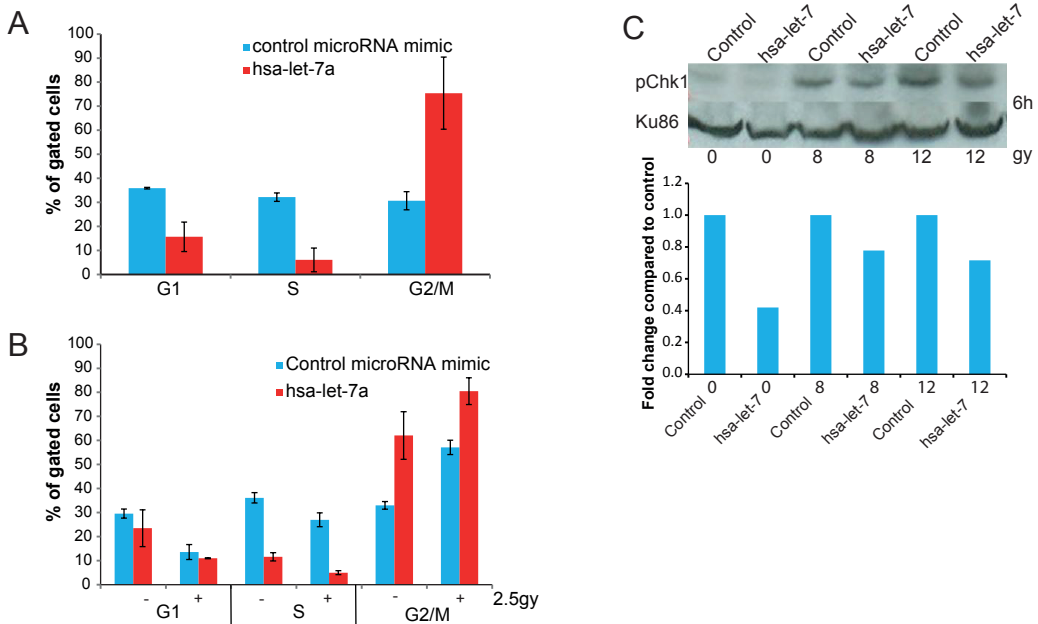 A
100
90
80
70
60
50
40
30
20
10
0
% of gated cells
control microRNA mimic
hsa-let-7a
G1 S G2/M
B
100
90
80
70
60
50
40
30
20
10
0
% of gated cells
Control microRNA mimic
hsa-let-7a
- + - + - + 2.5gy
G1 S G2/M
C
Control hsa-let-7 Control hsa-let-7 Control hsa-let-7
pChk1
6h
Ku86
0 0 8 8 12 12 gy
1.2
1.0
0.8
0.6
0.4
0.2
0.0
Fold change compared to control
0 0 8 8 12 12
Control hsa-let-7 Control hsa-let-7 Control hsa-let-7